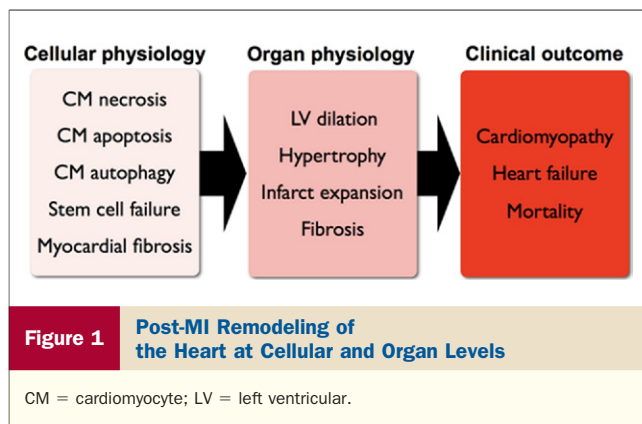 Cellular physiology
CM necrosis
CM apoptosis
CM autophagy
Stem cell failure
Myocardial fibrosis
Organ physiology
LV dilation
Hypertrophy
Infarct expansion
Fibrosis
Clinical outcome
Cardiomyopathy
Heart failure
Mortality
Figure 1
Post-MI Remodeling of
the Heart at Cellular and Organ Levels
CM = cardiomyocyte; LV = left ventricular.